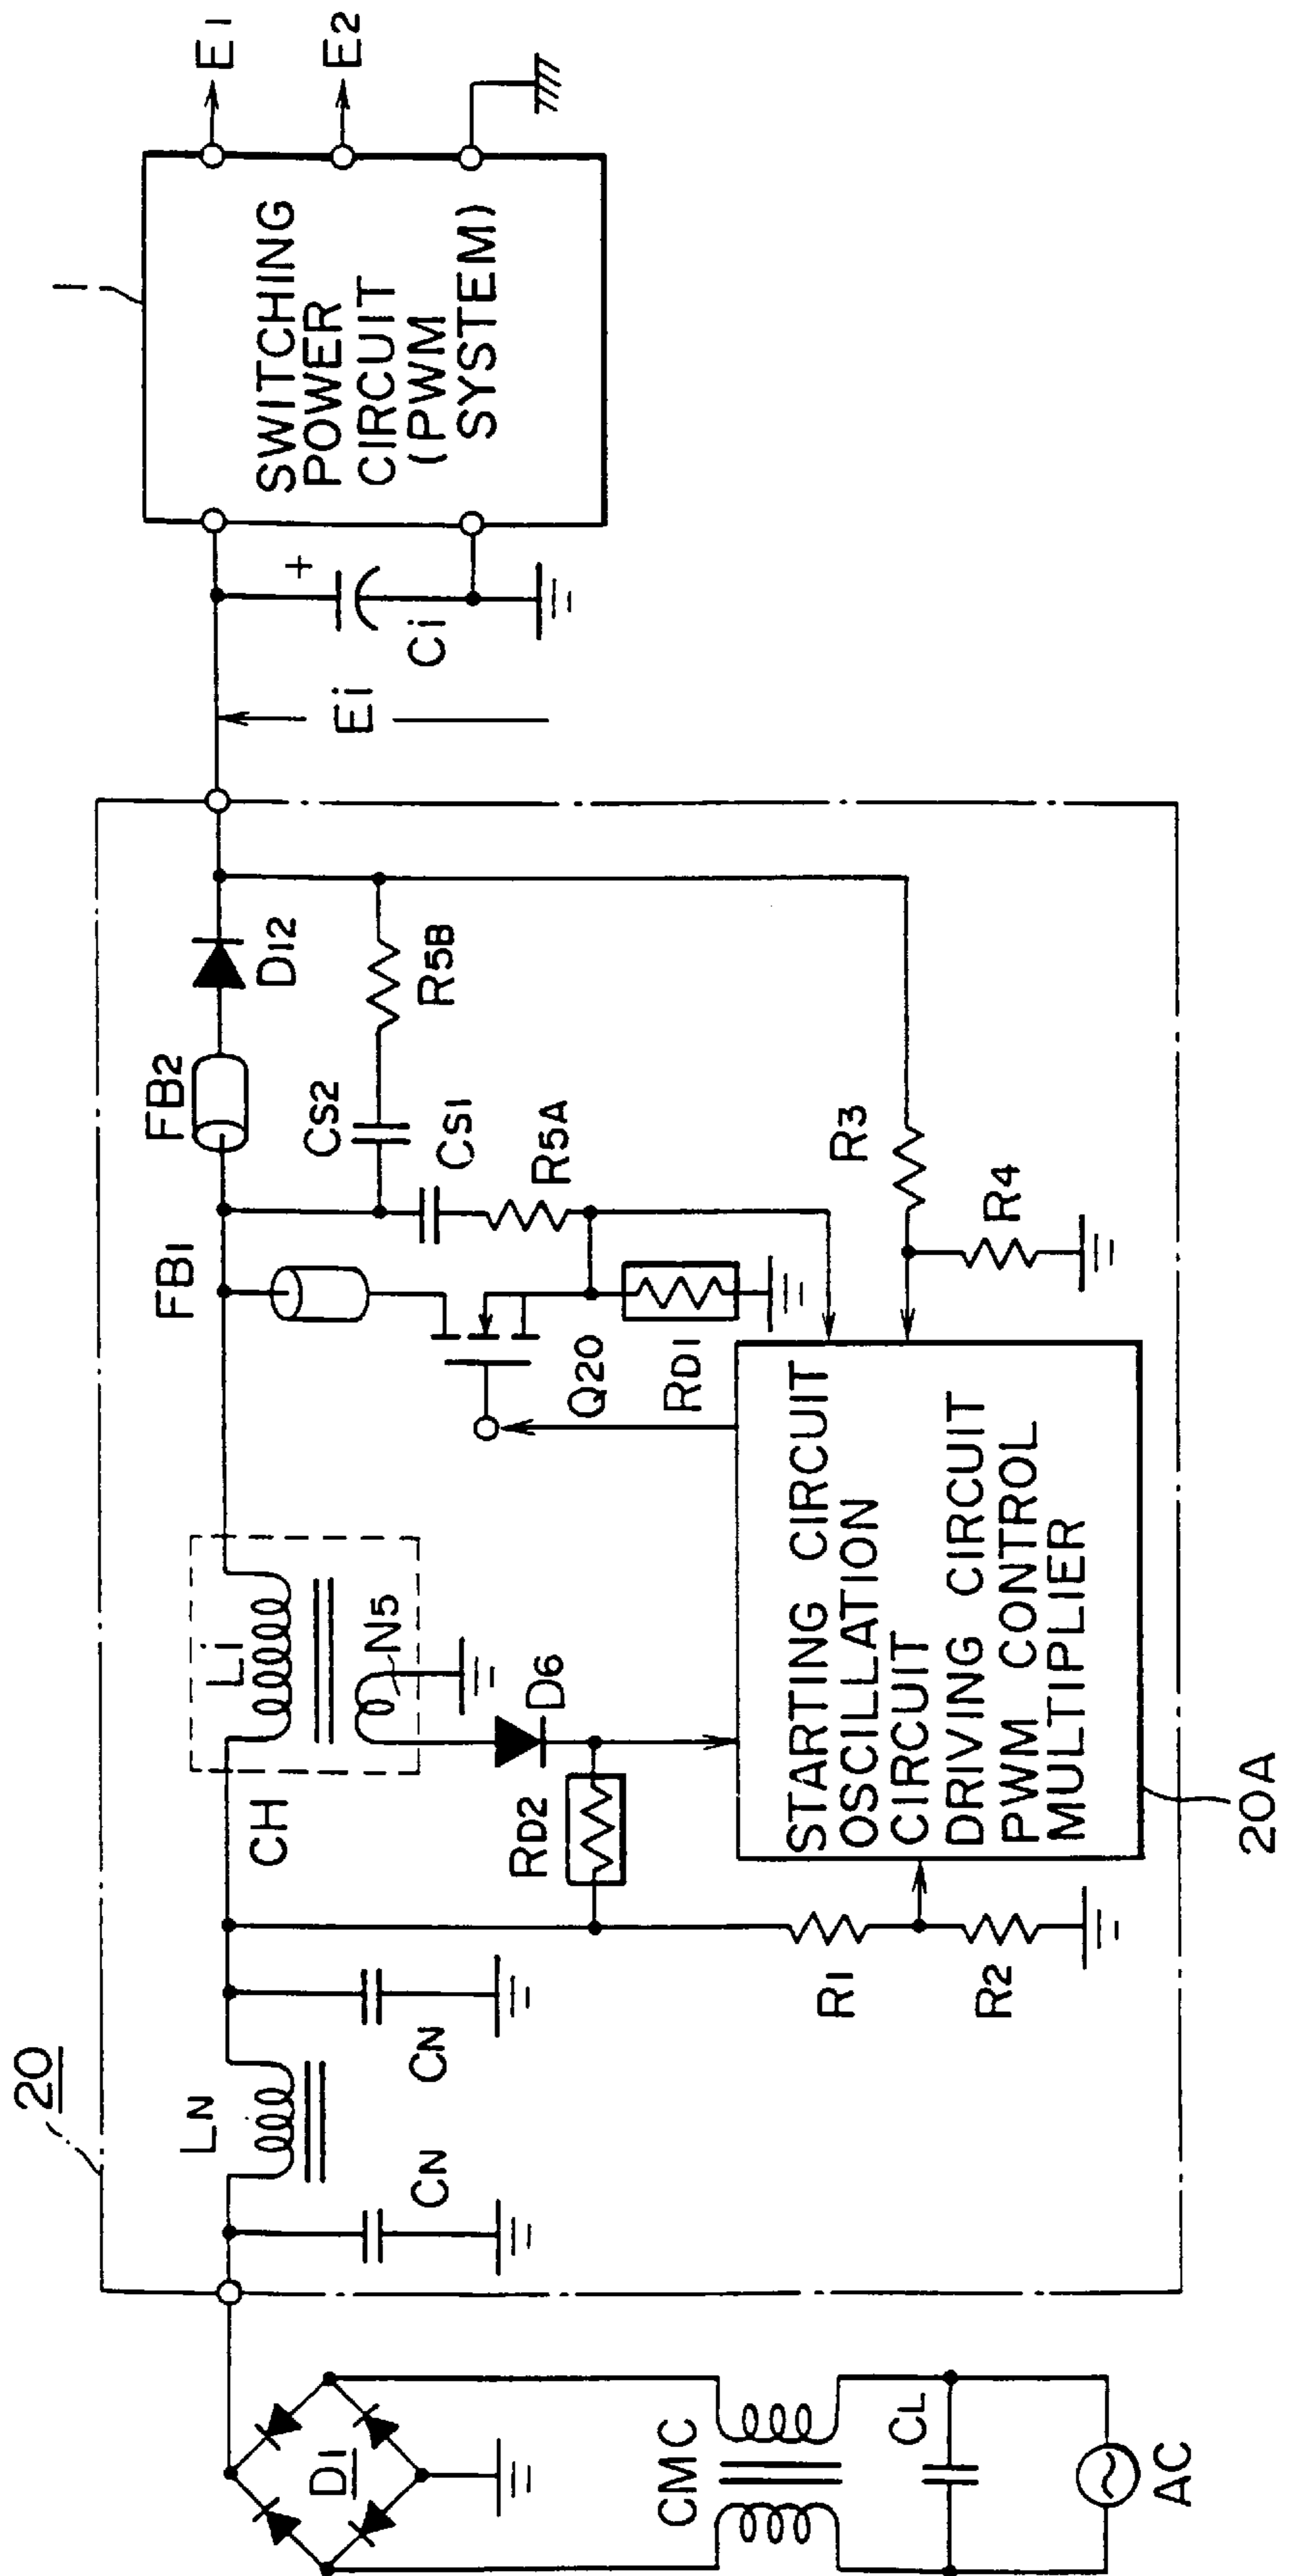 20
AC
CL
CMC
D1
CN
LN
CN
R1
R2
CH
Li
N5
RD2
D6
STARTING CIRCUIT
OSCILLATION
CIRCUIT
DRIVING CIRCUIT
PWM CONTROL
MULTIPLIER
20A
FB1
Q20
RD1
FB2
CS2
CS1
R5A
R5B
D12
R3
R4
Ei
+
Ci
1
SWITCHING
POWER
CIRCUIT
(PWM
SYSTEM)
E1
E2